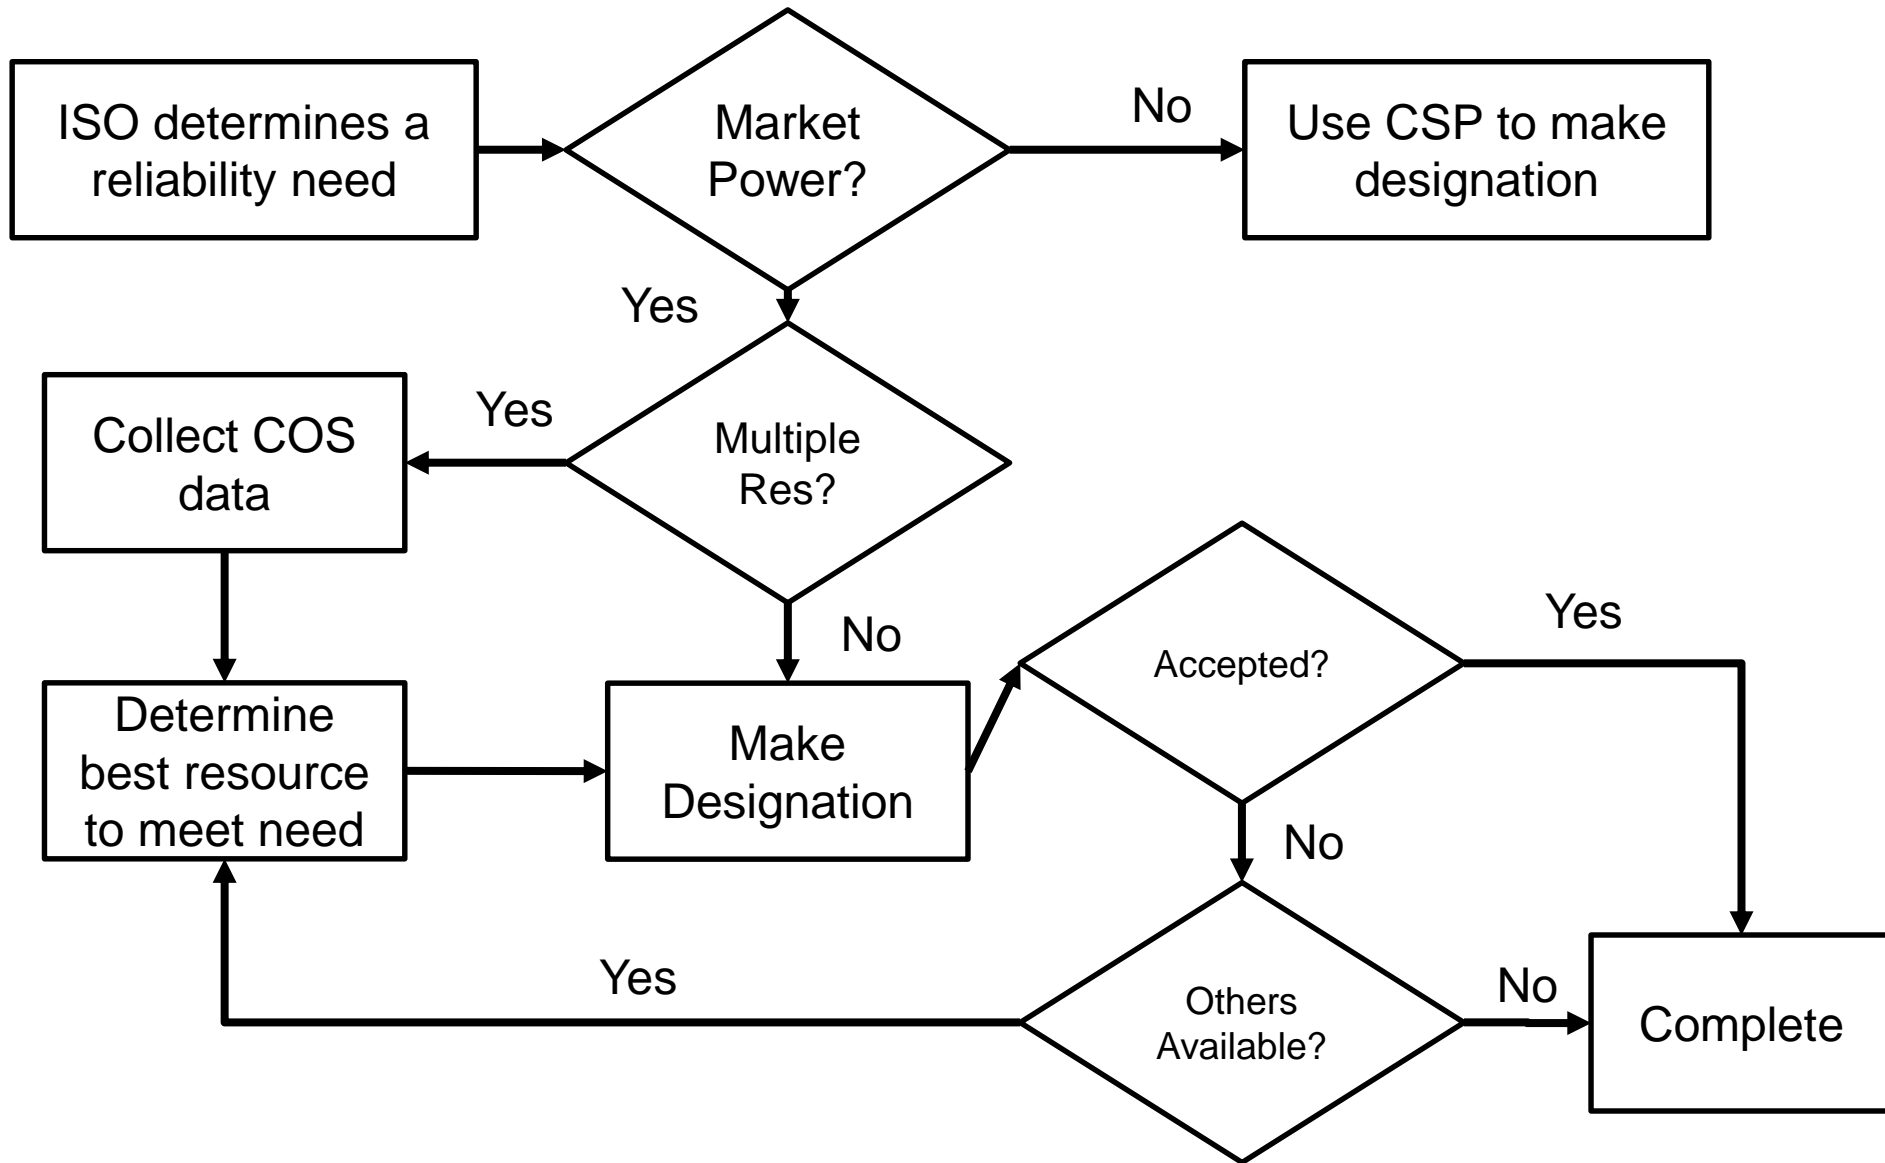 ISO determines a
reliability need
Market
Power?
No
Use CSP to make
designation
Yes
Collect COS
data
Yes
Multiple
Res?
No
Determine
best resource
to meet need
Make
Designation
Accepted?
Yes
No
Yes
Others
Available?
No
Complete